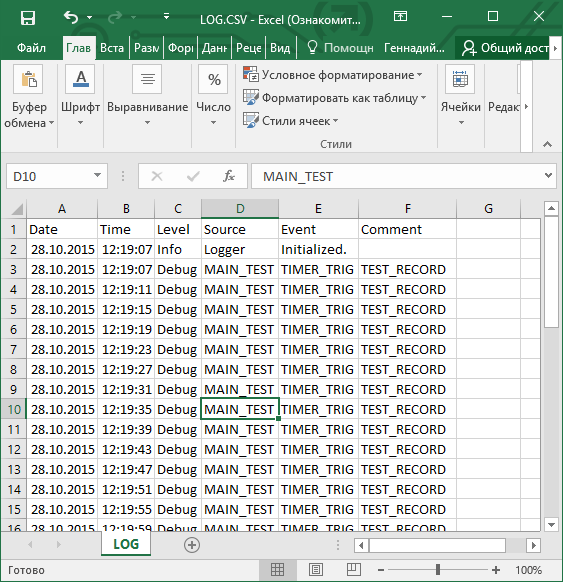 LOG.CSV - Excel (Ознакомит...
Файл Глав Вста Разм Форм Данн Реце Вид Помощн Геннадий... Общий дост
Буфер обмена Шрифт Выравнивание % Число Условное форматирование Форматировать как таблицу Стили ячеек Ячейки Редакт
Стили
D10 fx MAIN_TEST
A B C D E F G
1 Date Time Level Source Event Comment
2 28.10.2015 12:19:07 Info Logger Initialized.
3 28.10.2015 12:19:07 Debug MAIN_TEST TIMER_TRIG TEST_RECORD
4 28.10.2015 12:19:11 Debug MAIN_TEST TIMER_TRIG TEST_RECORD
5 28.10.2015 12:19:15 Debug MAIN_TEST TIMER_TRIG TEST_RECORD
6 28.10.2015 12:19:19 Debug MAIN_TEST TIMER_TRIG TEST_RECORD
7 28.10.2015 12:19:23 Debug MAIN_TEST TIMER_TRIG TEST_RECORD
8 28.10.2015 12:19:27 Debug MAIN_TEST TIMER_TRIG TEST_RECORD
9 28.10.2015 12:19:31 Debug MAIN_TEST TIMER_TRIG TEST_RECORD
10 28.10.2015 12:19:35 Debug MAIN_TEST TIMER_TRIG TEST_RECORD
11 28.10.2015 12:19:39 Debug MAIN_TEST TIMER_TRIG TEST_RECORD
12 28.10.2015 12:19:43 Debug MAIN_TEST TIMER_TRIG TEST_RECORD
13 28.10.2015 12:19:47 Debug MAIN_TEST TIMER_TRIG TEST_RECORD
14 28.10.2015 12:19:51 Debug MAIN_TEST TIMER_TRIG TEST_RECORD
15 28.10.2015 12:19:55 Debug MAIN_TEST TIMER_TRIG TEST_RECORD
16 28.10.2015 12:19:59 Debug MAIN_TEST TIMER_TRIG TEST_RECORD
LOG
Готово 100%